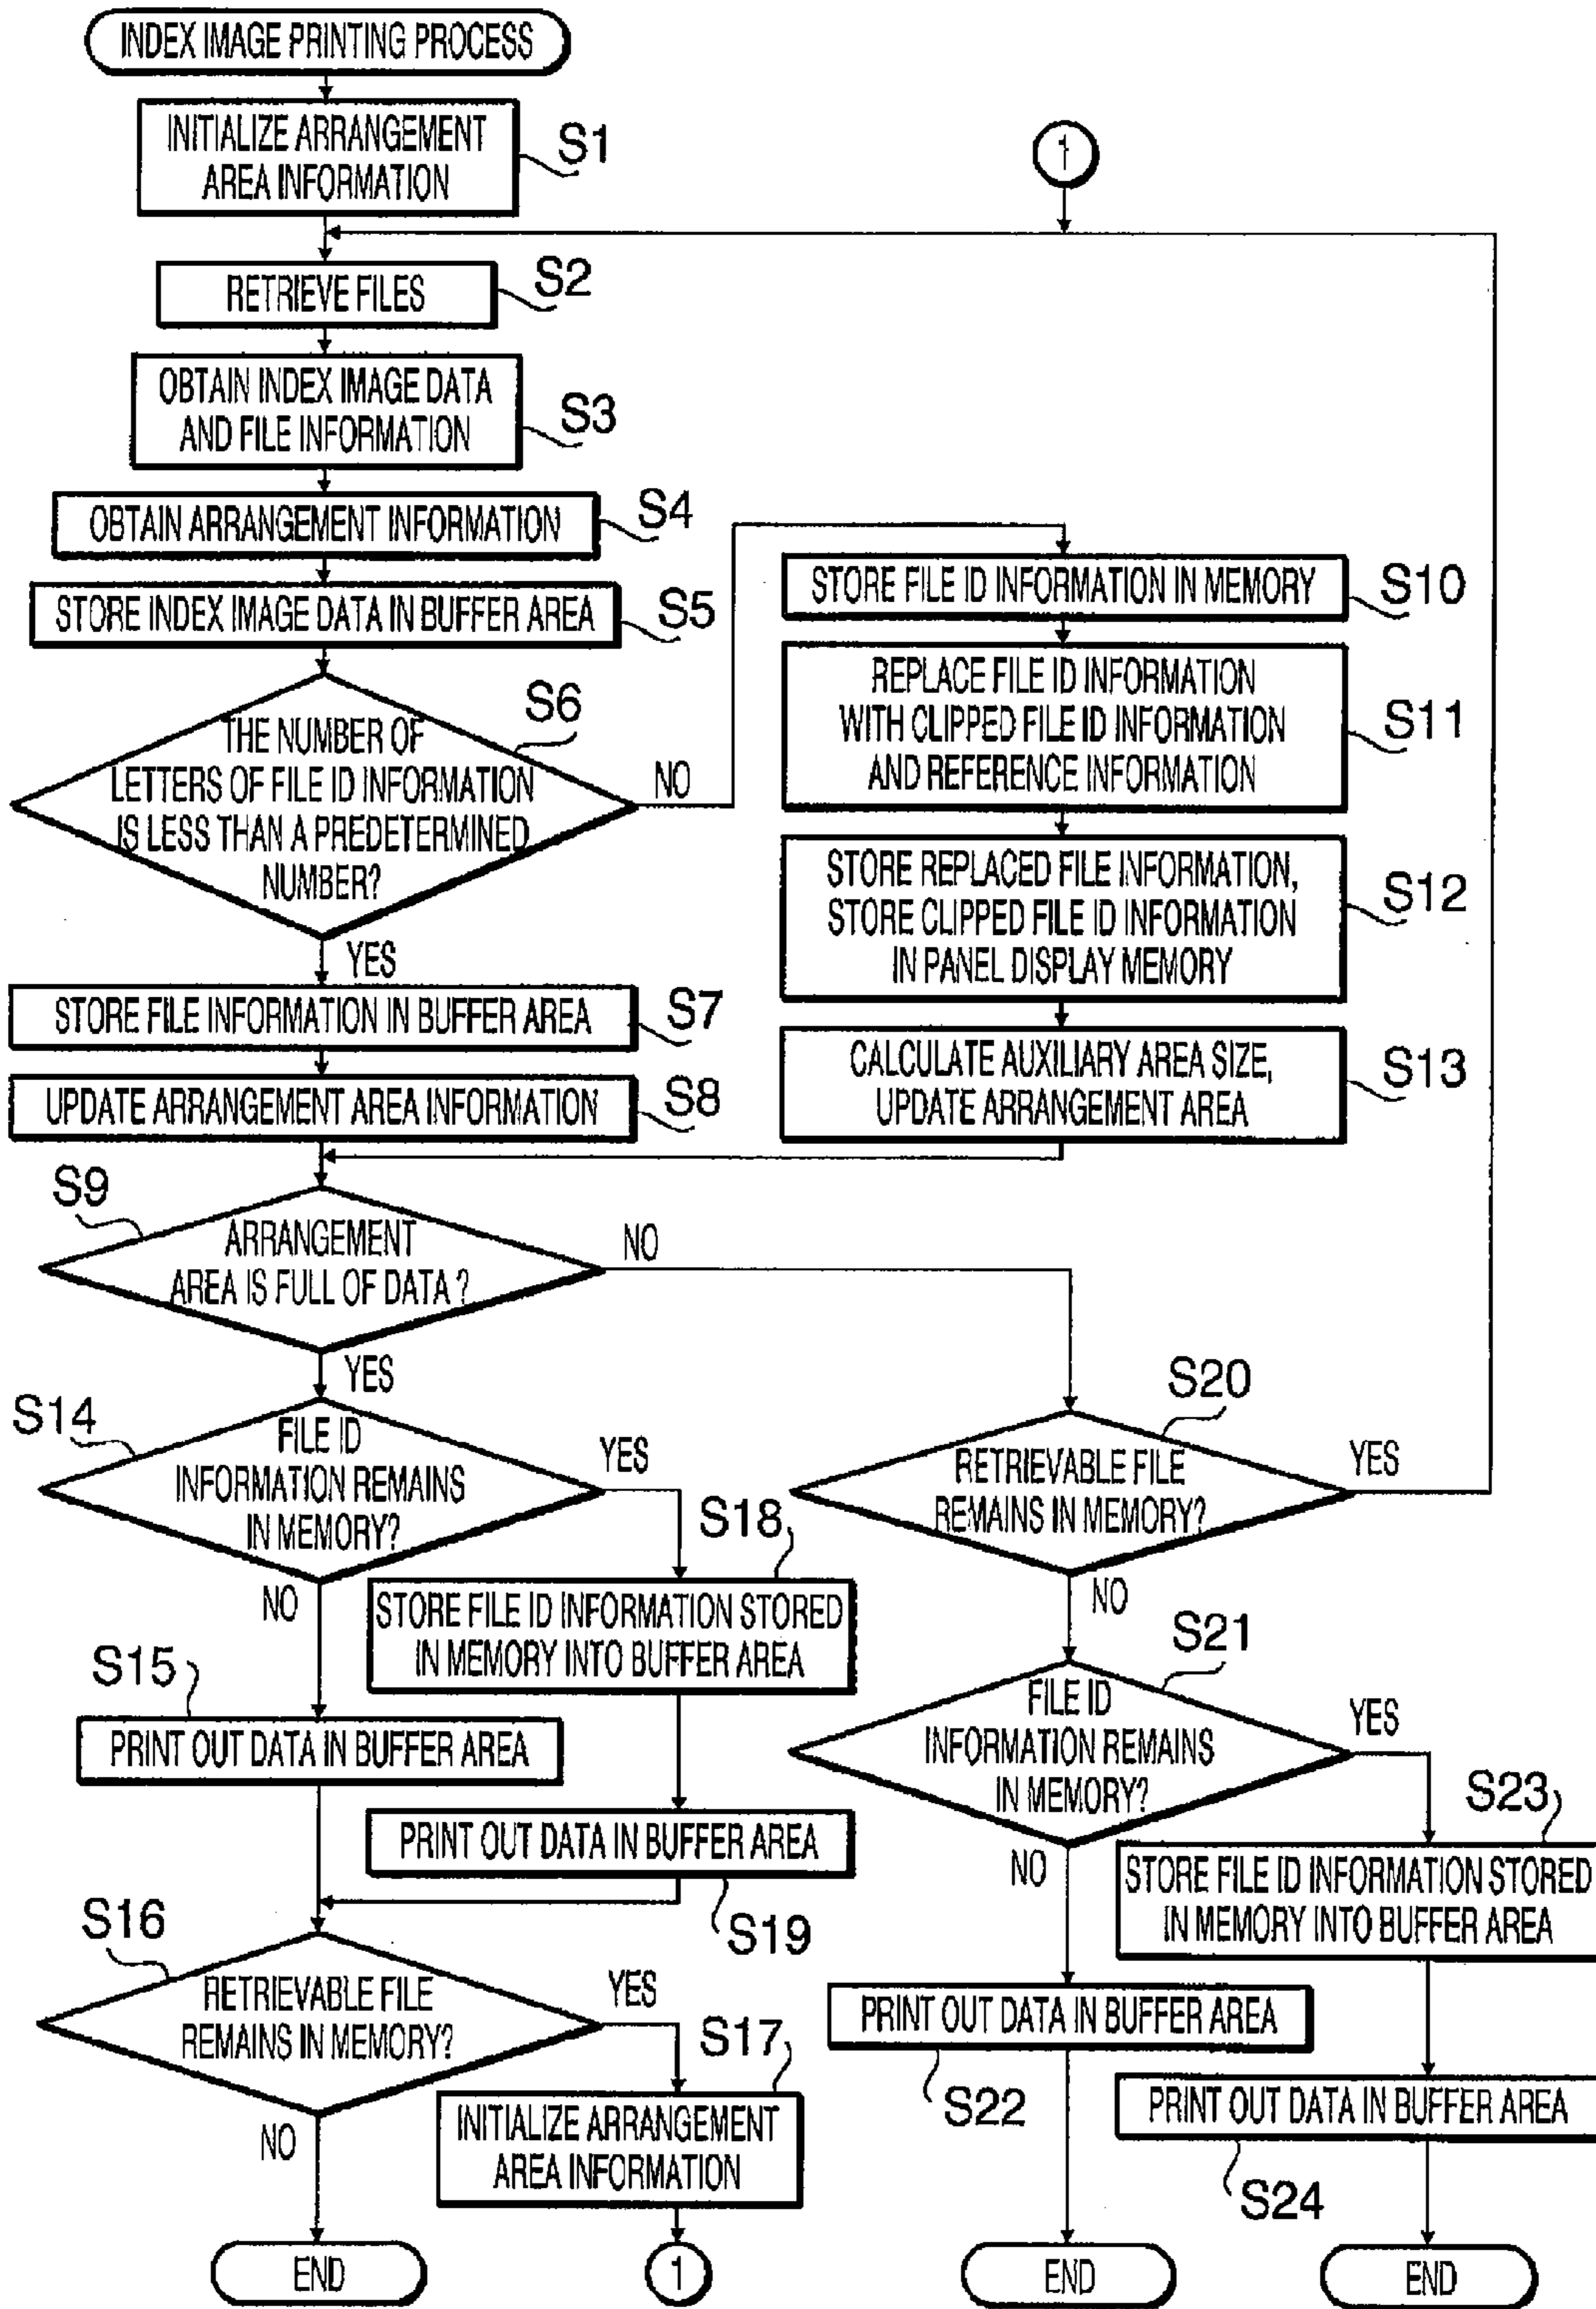 INDEX IMAGE PRINTING PROCESS
INITIALIZE ARRANGEMENT
AREA INFORMATION
S1
1
RETRIEVE FILES
S2
OBTAIN INDEX IMAGE DATA
AND FILE INFORMATION
S3
OBTAIN ARRANGEMENT INFORMATION
S4
STORE INDEX IMAGE DATA IN BUFFER AREA
S5
S6
THE NUMBER OF
LETTERS OF FILE ID INFORMATION
IS LESS THAN A PREDETERMINED
NUMBER?
NO
YES
STORE FILE INFORMATION IN BUFFER AREA
S7
UPDATE ARRANGEMENT AREA INFORMATION
S8
STORE FILE ID INFORMATION IN MEMORY
S10
REPLACE FILE ID INFORMATION
WITH CLIPPED FILE ID INFORMATION
AND REFERENCE INFORMATION
S11
STORE REPLACED FILE INFORMATION,
STORE CLIPPED FILE ID INFORMATION
IN PANEL DISPLAY MEMORY
S12
CALCULATE AUXILIARY AREA SIZE,
UPDATE ARRANGEMENT AREA
S13
S9
ARRANGEMENT
AREA IS FULL OF DATA ?
NO
YES
S14
FILE ID
INFORMATION REMAINS
IN MEMORY?
YES
NO
S18
STORE FILE ID INFORMATION STORED
IN MEMORY INTO BUFFER AREA
S15
PRINT OUT DATA IN BUFFER AREA
PRINT OUT DATA IN BUFFER AREA
S19
S16
RETRIEVABLE FILE
REMAINS IN MEMORY?
YES
NO
S17
INITIALIZE ARRANGEMENT
AREA INFORMATION
END
1
S20
RETRIEVABLE FILE
REMAINS IN MEMORY?
YES
NO
S21
FILE ID
INFORMATION REMAINS
IN MEMORY?
YES
NO
S23
STORE FILE ID INFORMATION STORED
IN MEMORY INTO BUFFER AREA
PRINT OUT DATA IN BUFFER AREA
S22
PRINT OUT DATA IN BUFFER AREA
S24
END
END